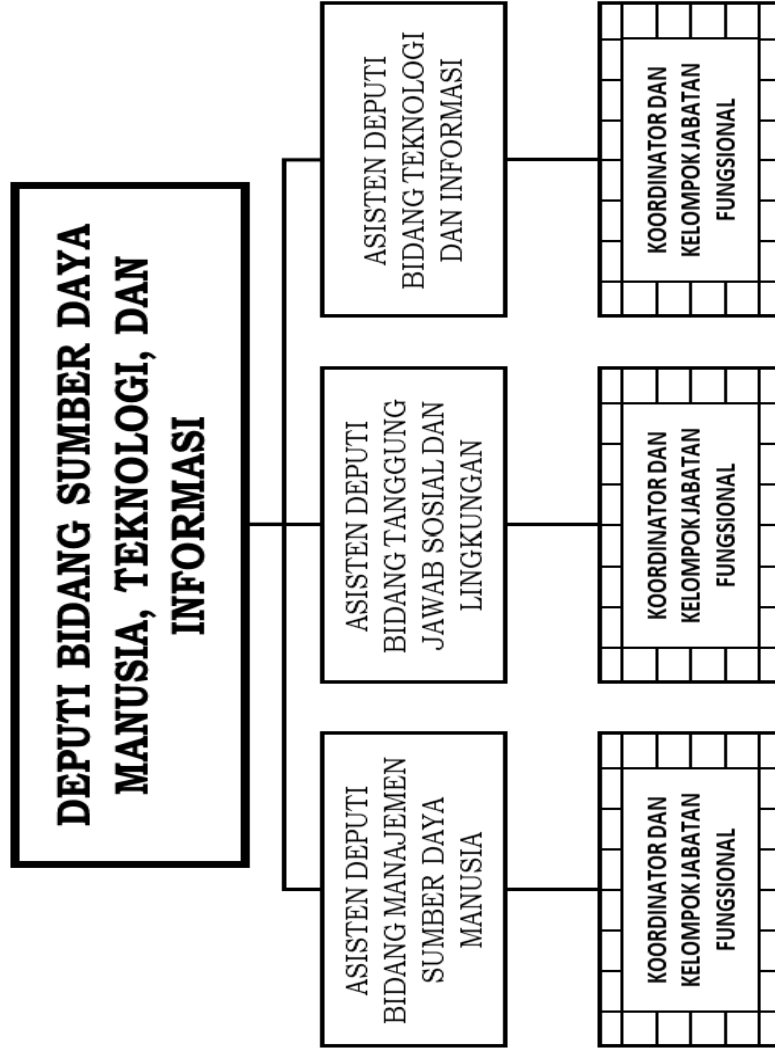 DEPUTI BIDANG SUMBER DAYA
MANUSIA, TEKNOLOGI, DAN
INFORMASI
ASISTEN DEPUTI
BIDANG MANAJEMEN
SUMBER DAYA
MANUSIA
ASISTEN DEPUTI
BIDANG TANGGUNG
JAWAB SOSIAL DAN
LINGKUNGAN
ASISTEN DEPUTI
BIDANG TEKNOLOGI
DAN INFORMASI
KOORDINATOR DAN
KELOMPOK JABATAN
FUNGSIONAL
KOORDINATOR DAN
KELOMPOK JABATAN
FUNGSIONAL
KOORDINATOR DAN
KELOMPOK JABATAN
FUNGSIONAL